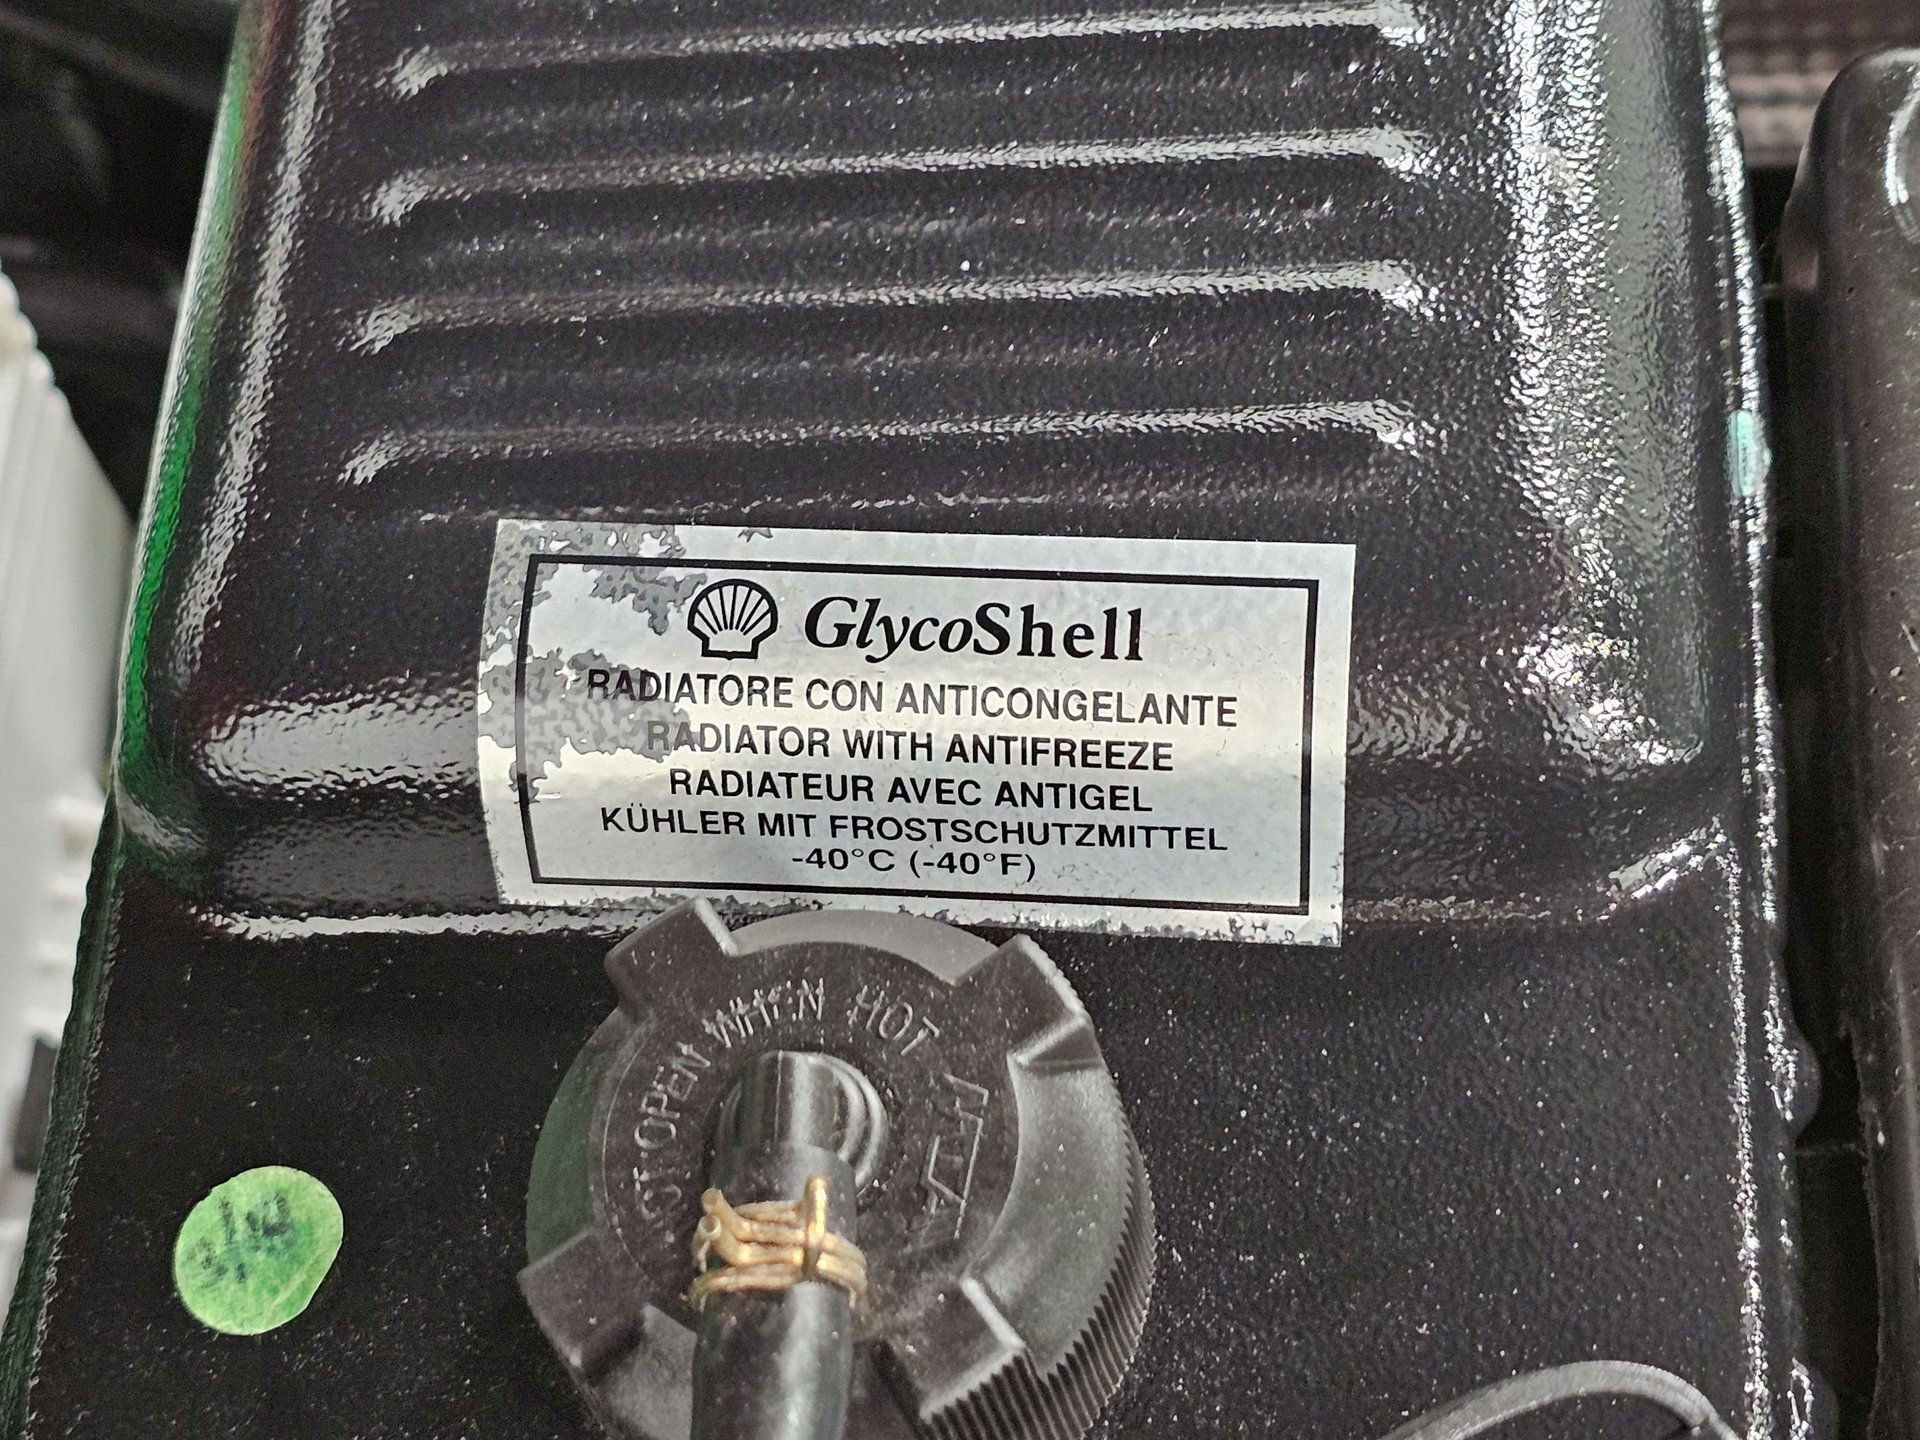 GlycoShell
RADIATORE CON ANTICONGELANTE
RADIATOR WITH ANTIFREEZE
RADIATEUR AVEC ANTIGEL
KÜHLER MIT FROSTSCHUTZMITTEL
-40°C (-40°F)
OPEN WHEN HOT